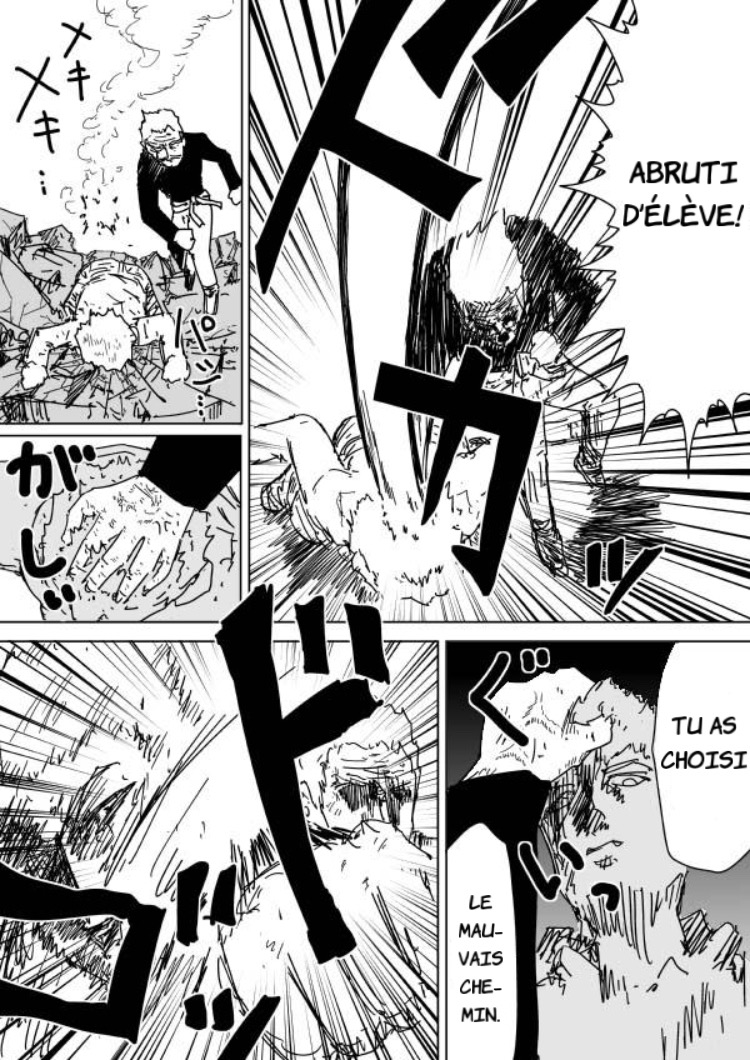 ABRUTI
D'ÉLÈVE!
ドカッ
メキ
メキ…
パシ…
がしっ
TU AS
CHOISI
ぐいっ
LE
MAU-
VAIS
CHE-
MIN.
ドゴッ